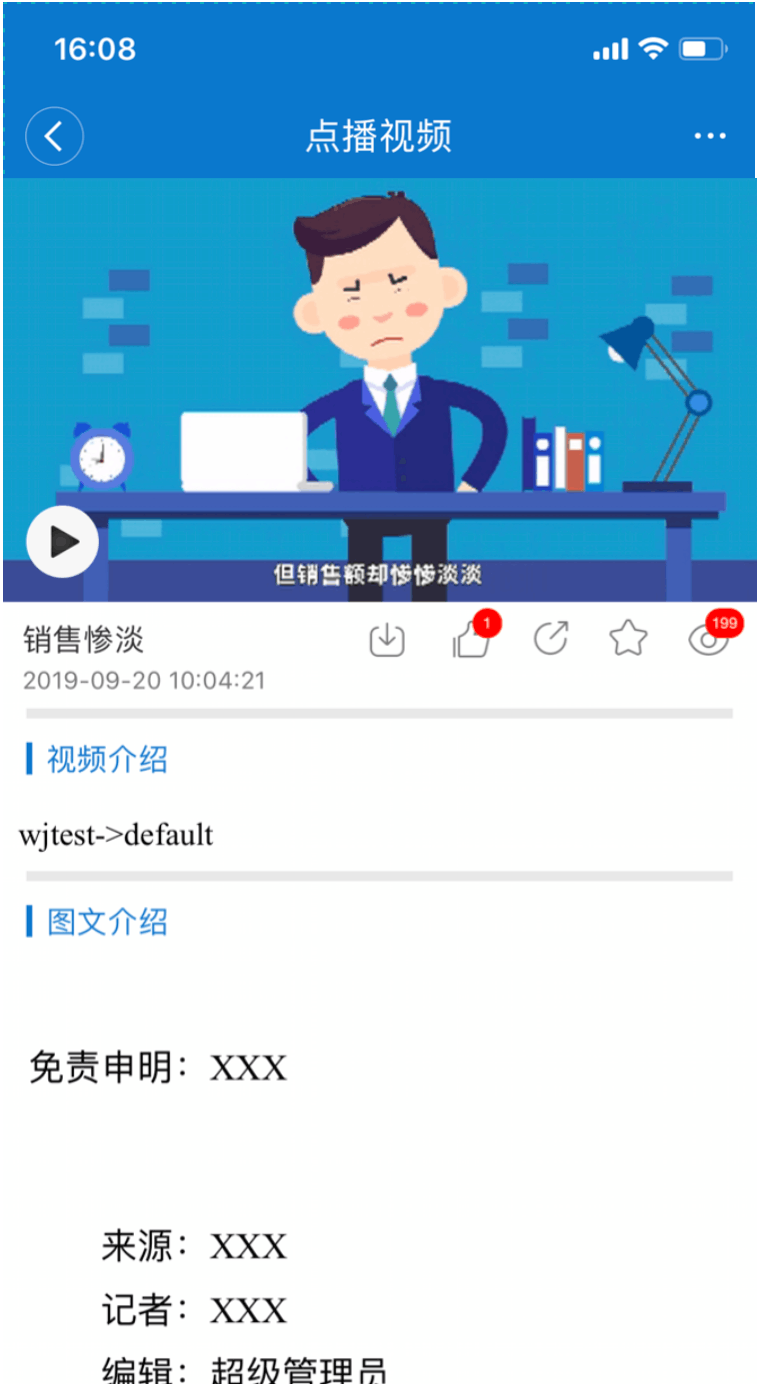 16:08
点播视频
但销售额却惨惨淡淡
销售惨淡
1
199
2019-09-20 10:04:21
视频介绍
wjtest->default
图文介绍
免责申明：XXX
来源：XXX
记者：XXX
编辑：超级管理员